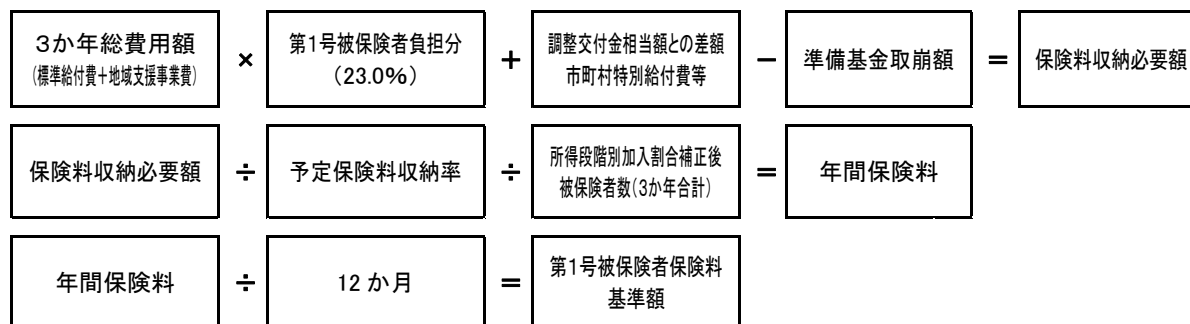 ３か年総費用額
(標準給付費＋地域支援事業費)
×
第1号被保険者負担分
（23.0％）
＋
調整交付金相当額との差額
市町村特別給付費等
－
準備基金取崩額
＝
保険料収納必要額
保険料収納必要額
÷
予定保険料収納率
÷
所得段階別加入割合補正後
被保険者数(3か年合計)
＝
年間保険料
年間保険料
÷
12 か月
＝
第1号被保険者保険料
基準額